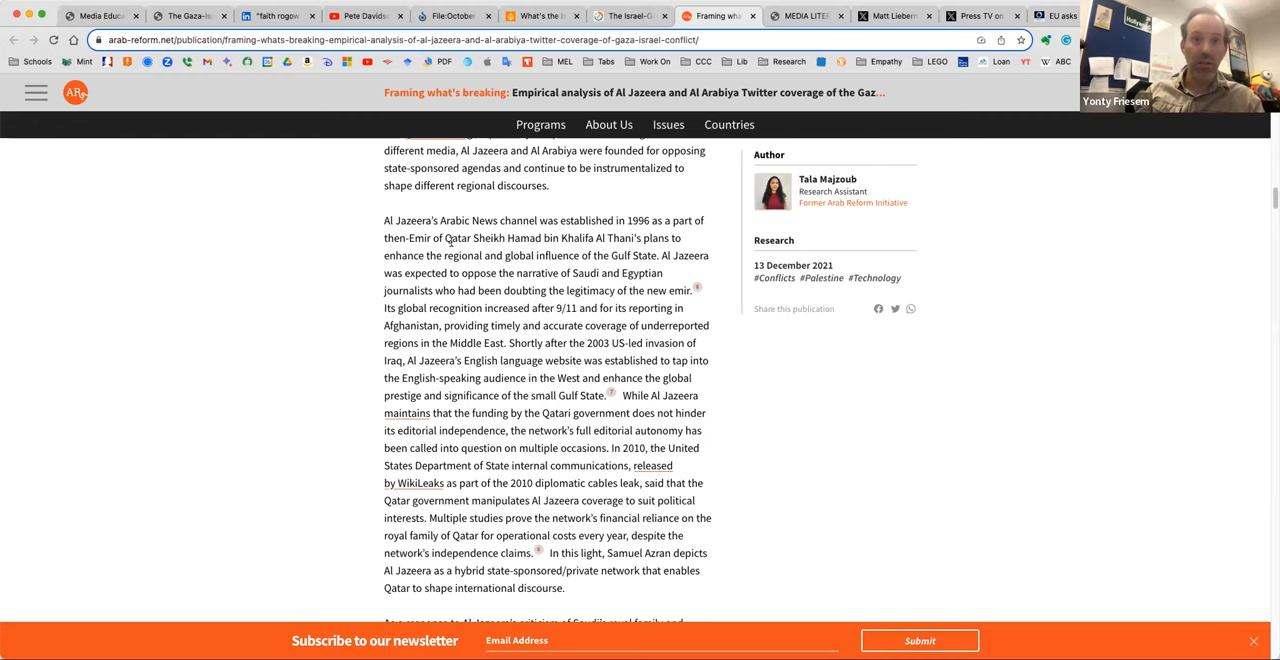 Media Educ
The Gaza-Is
"faith rogow
Pete Davids
File:October
What's the I
The Israel-G
Framing wha
MEDIA LITER
Matt Lieberm
Press TV on
EU asks
arab-reform.net/publication/framing-whats-breaking-empirical-analysis-of-al-jazeera-and-al-arabiya-twitter-coverage-of-gaza-israel-conflict/
Schools
Mint
PDF
MEL
Tabs
Work On
CCC
Lib
Research
Empathy
LEGO
Loan
YT
ABC
Yonty Friesem
AR
Framing what's breaking: Empirical analysis of Al Jazeera and Al Arabiya Twitter coverage of the Gaz...
Programs About Us Issues Countries
different media, Al Jazeera and Al Arabiya were founded for opposing
state-sponsored agendas and continue to be instrumentalized to
shape different regional discourses.
Al Jazeera's Arabic News channel was established in 1996 as a part of
then-Emir of Qatar Sheikh Hamad bin Khalifa Al Thani's plans to
enhance the regional and global influence of the Gulf State. Al Jazeera
was expected to oppose the narrative of Saudi and Egyptian
journalists who had been doubting the legitimacy of the new emir.
Its global recognition increased after 9/11 and for its reporting in
Afghanistan, providing timely and accurate coverage of underreported
regions in the Middle East. Shortly after the 2003 US-led invasion of
Iraq, Al Jazeera's English language website was established to tap into
the English-speaking audience in the West and enhance the global
prestige and significance of the small Gulf State. While Al Jazeera
maintains that the funding by the Qatari government does not hinder
its editorial independence, the network's full editorial autonomy has
been called into question on multiple occasions. In 2010, the United
States Department of State internal communications, released
by WikiLeaks as part of the 2010 diplomatic cables leak, said that the
Qatar government manipulates Al Jazeera coverage to suit political
interests. Multiple studies prove the network's financial reliance on the
royal family of Qatar for operational costs every year, despite the
network's independence claims. In this light, Samuel Azran depicts
Al Jazeera as a hybrid state-sponsored/private network that enables
Qatar to shape international discourse.
Author
Tala Majzoub
Research Assistant
Former Arab Reform Initiative
Research
13 December 2021
#Conflicts #Palestine #Technology
Share this publication
Subscribe to our newsletter
Email Address
Submit